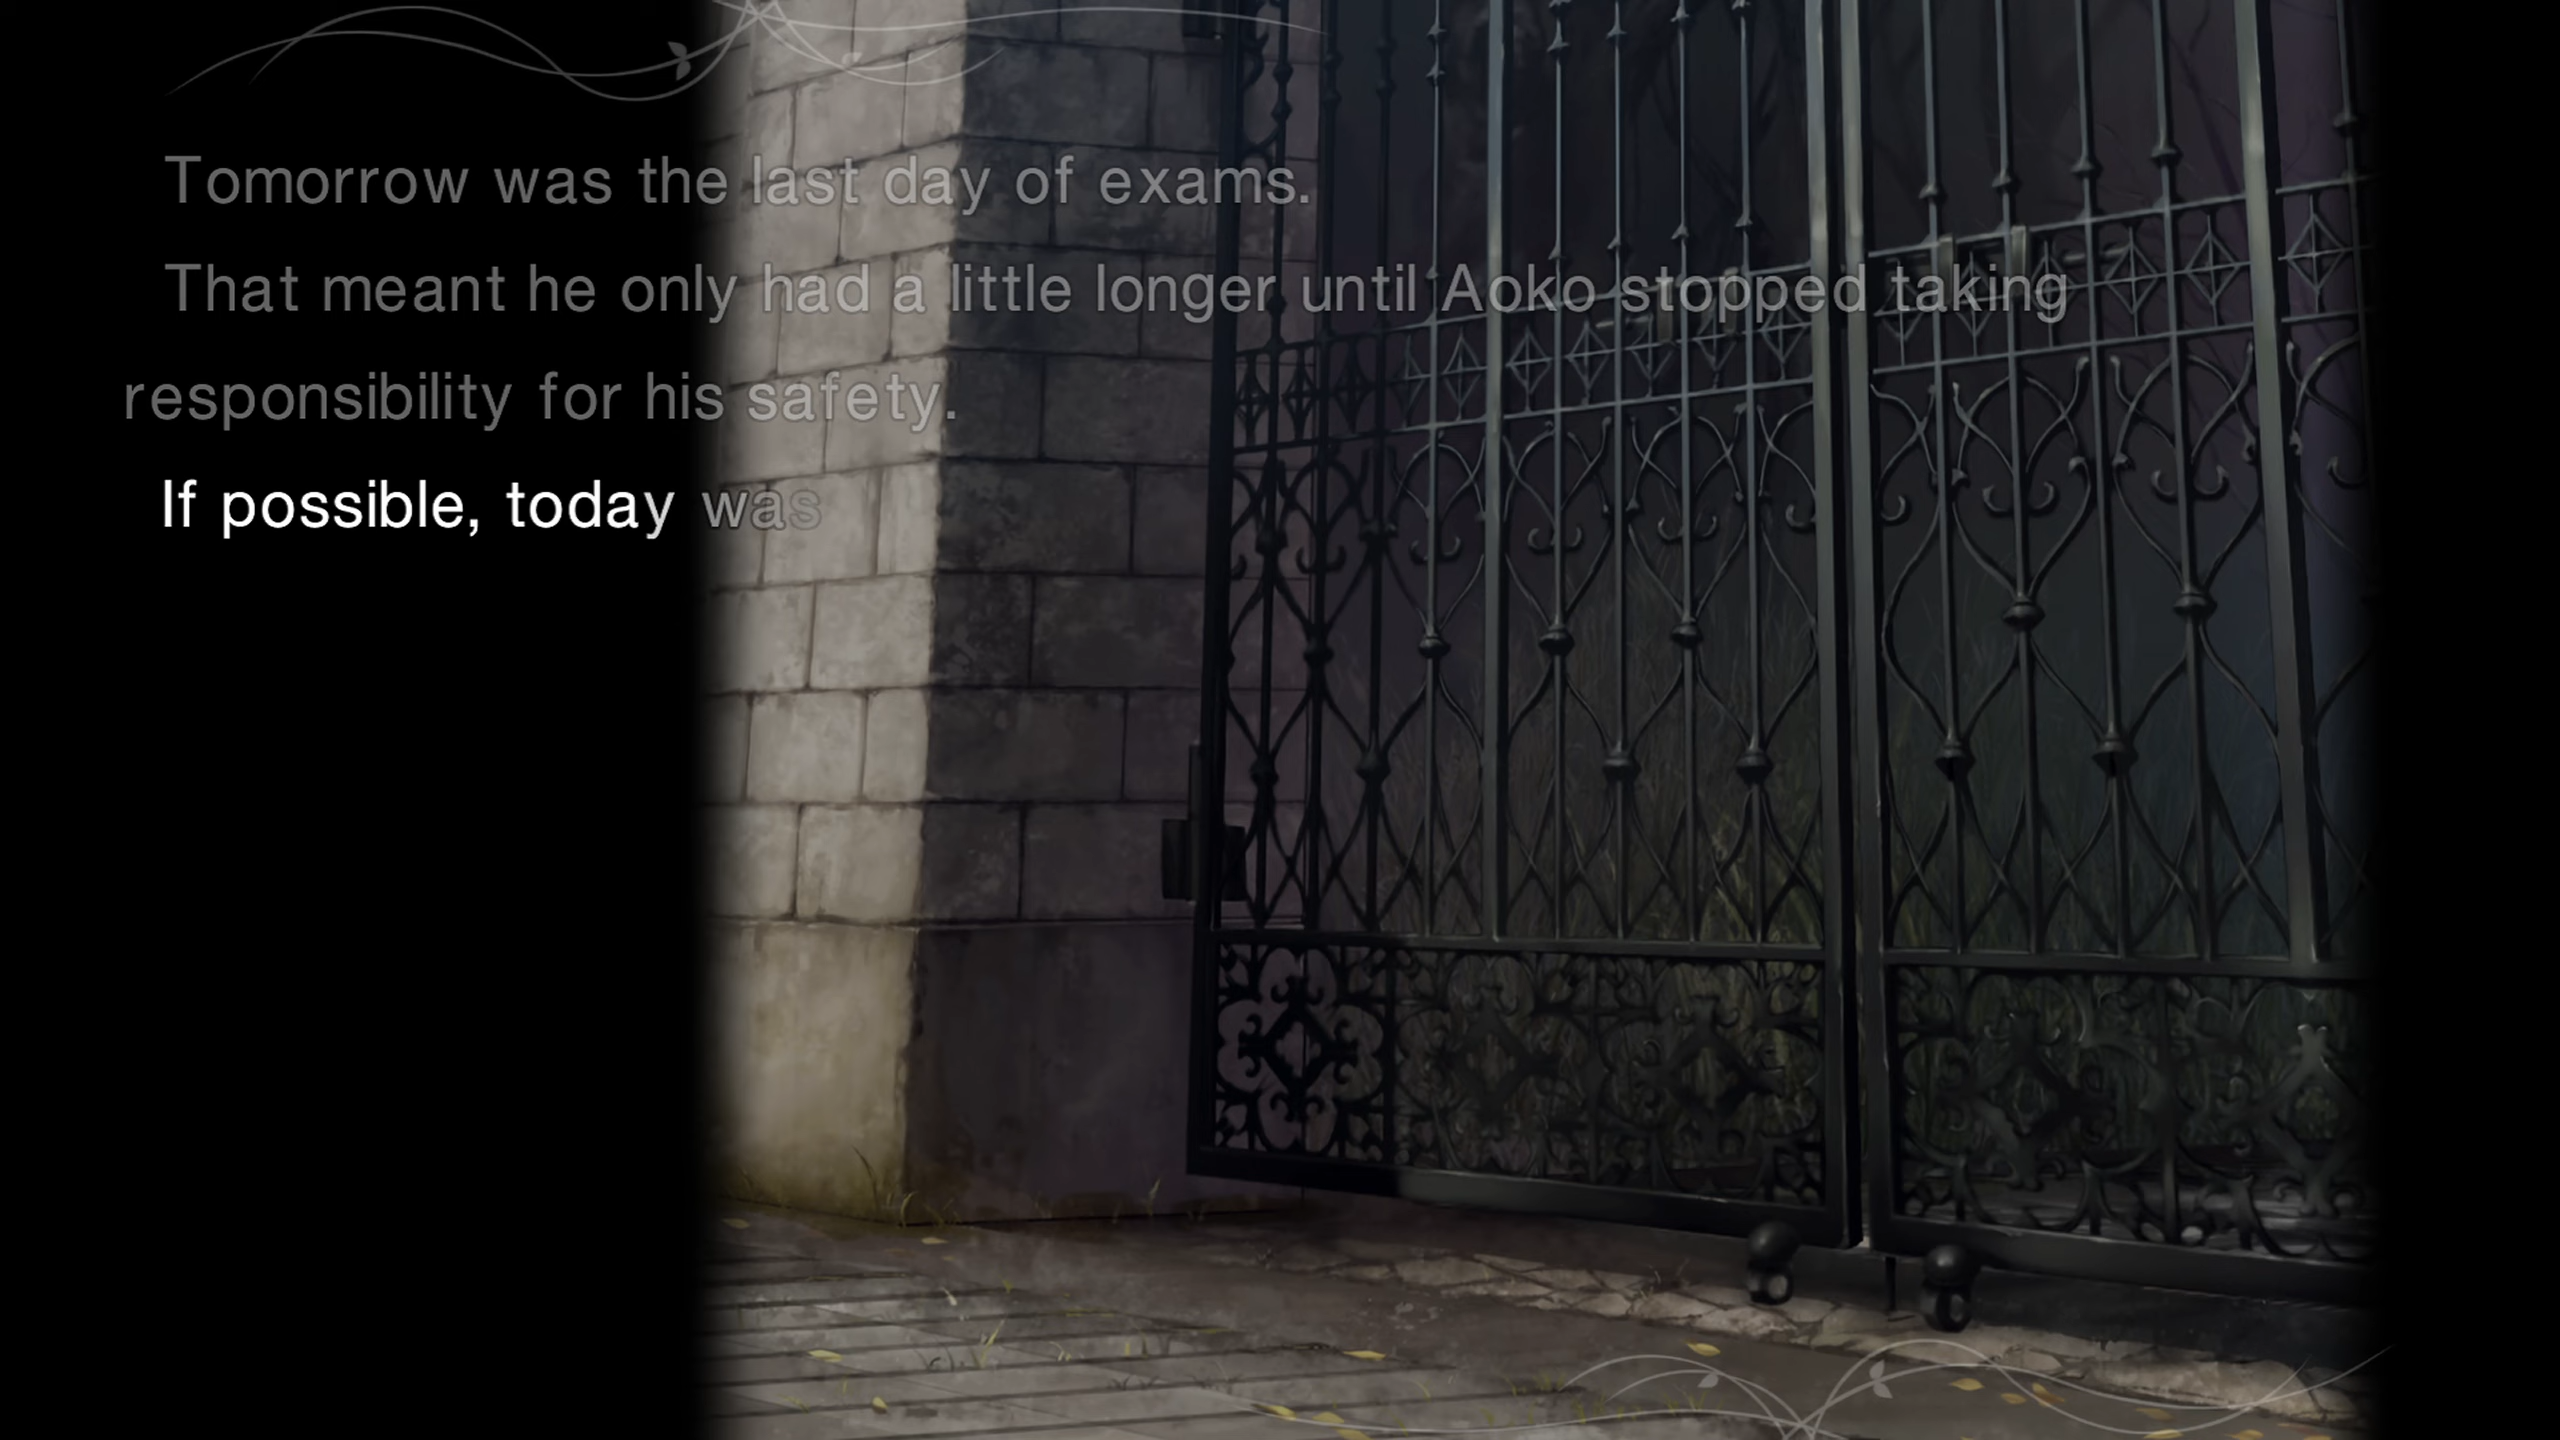 Tomorrow was the last day of exams.
That meant he only had a little longer until Aoko stopped taking
responsibility for his safety.
If possible, today was